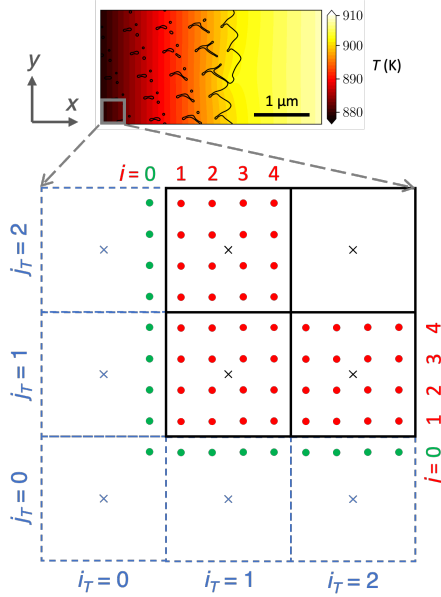 910
900
890
880
T (K)
1 μm
y
x
i = 0 1 2 3 4
j_T = 2
j_T = 1
j_T = 0
4
3
2
1
i = 0
i_T = 0
i_T = 1
i_T = 2